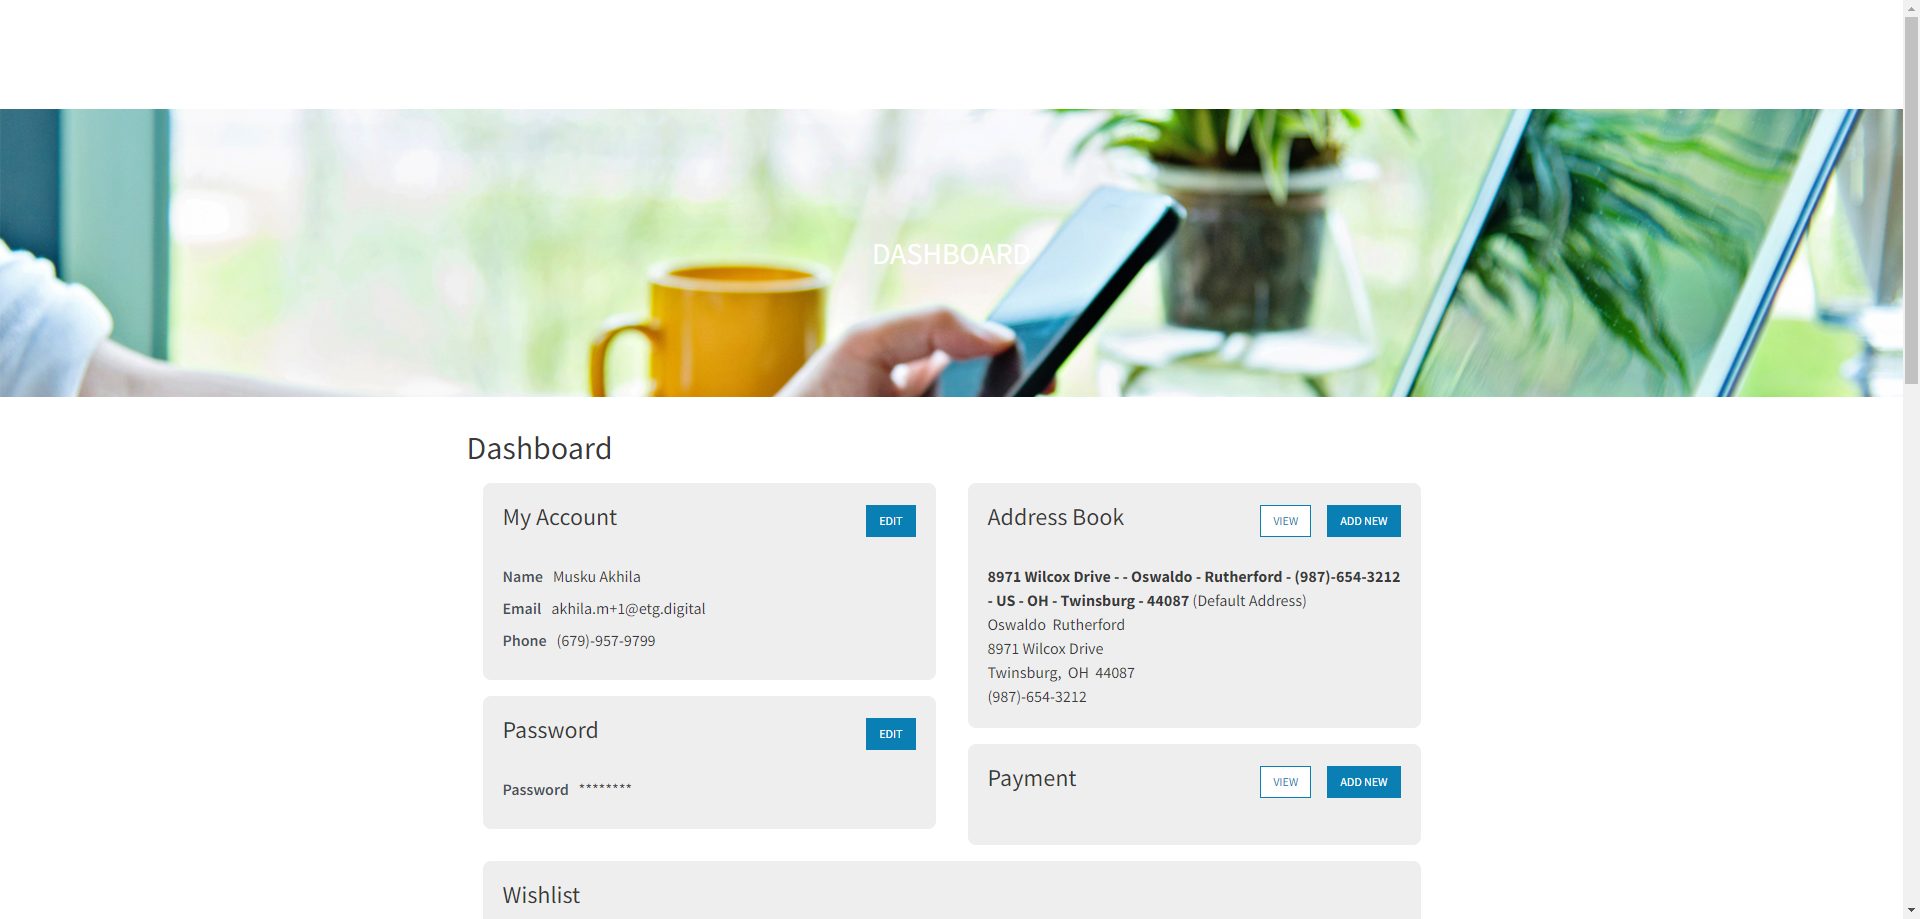 DASHBOARD
Dashboard
My Account
EDIT
Name Musku Akhila
Email akhila.m+1@etg.digital
Phone (679)-957-9799
Password
EDIT
Password ********
Address Book
VIEW
ADD NEW
8971 Wilcox Drive - - Oswaldo - Rutherford - (987)-654-3212
- US - OH - Twinsburg - 44087 (Default Address)
Oswaldo Rutherford
8971 Wilcox Drive
Twinsburg, OH 44087
(987)-654-3212
Payment
VIEW
ADD NEW
Wishlist